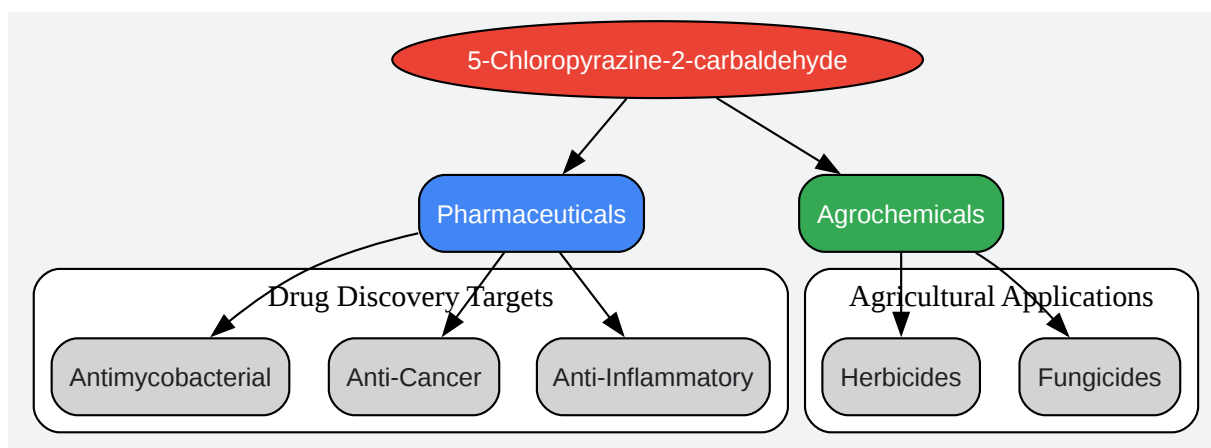 5-Chloropyrazine-2-carbaldehyde
Pharmaceuticals
Agrochemicals
Drug Discovery Targets
Agricultural Applications
Antimycobacterial
Anti-Cancer
Anti-Inflammatory
Herbicides
Fungicides